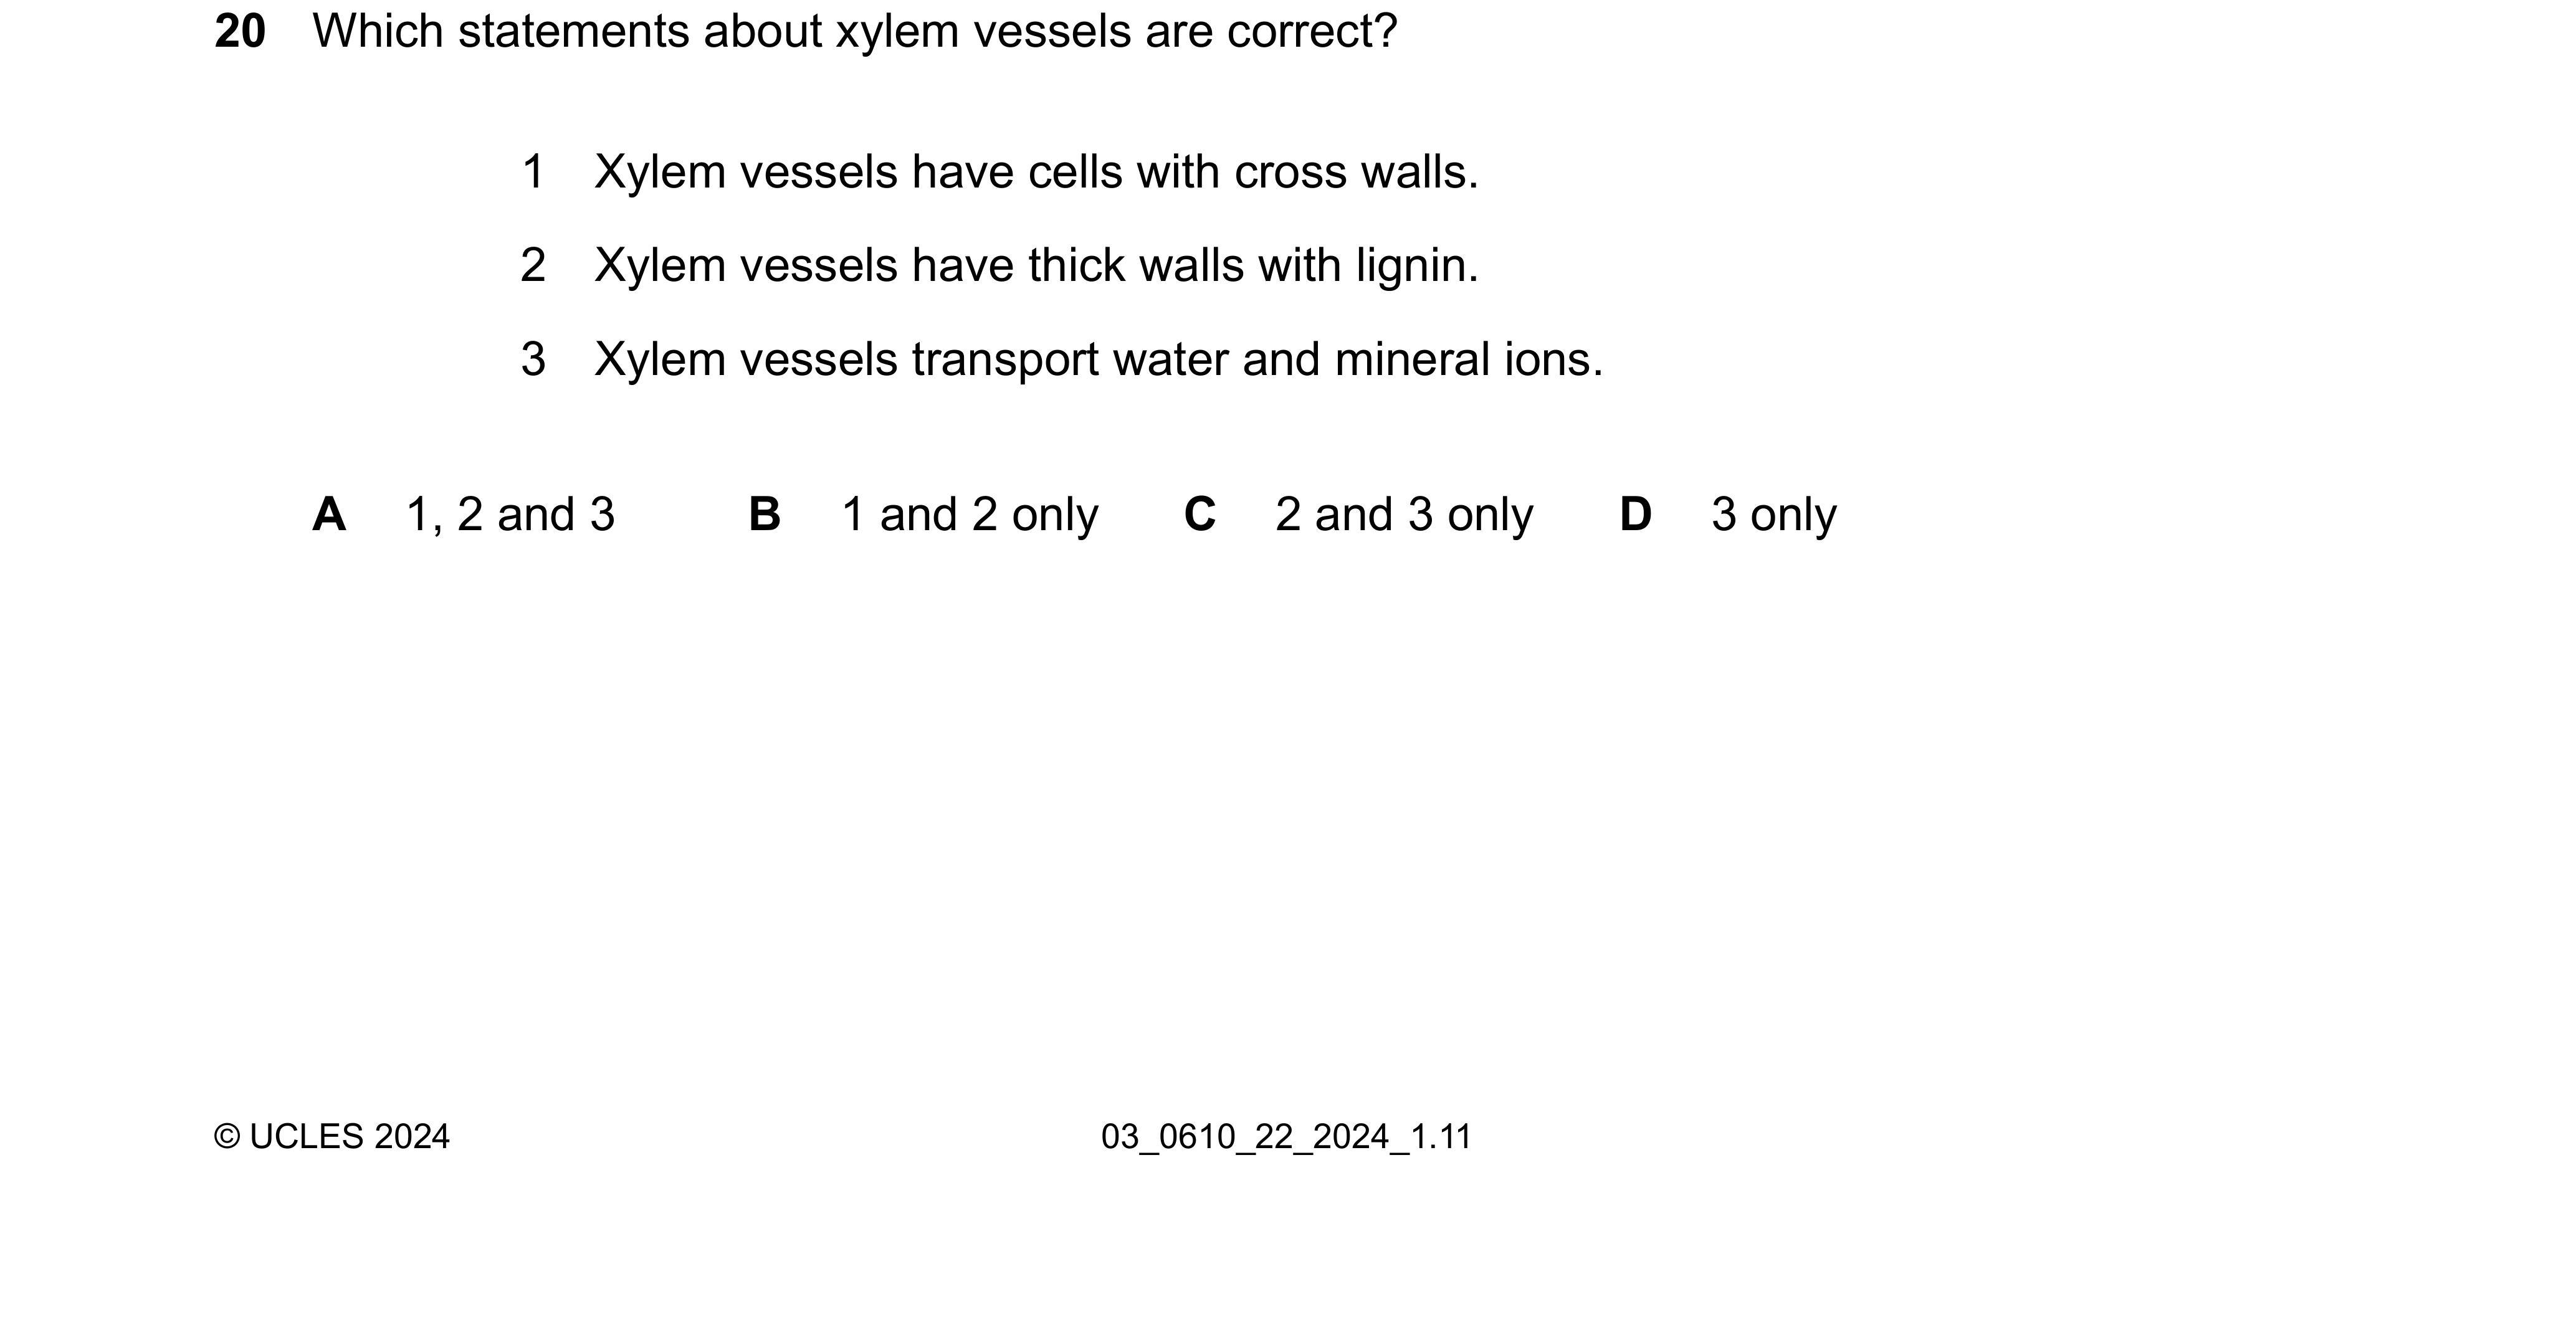 20 Which statements about xylem vessels are correct?
1 Xylem vessels have cells with cross walls.
2 Xylem vessels have thick walls with lignin.
3 Xylem vessels transport water and mineral ions.
A 1, 2 and 3 B 1 and 2 only C 2 and 3 only D 3 only
© UCLES 2024 03_0610_22_2024_1.11